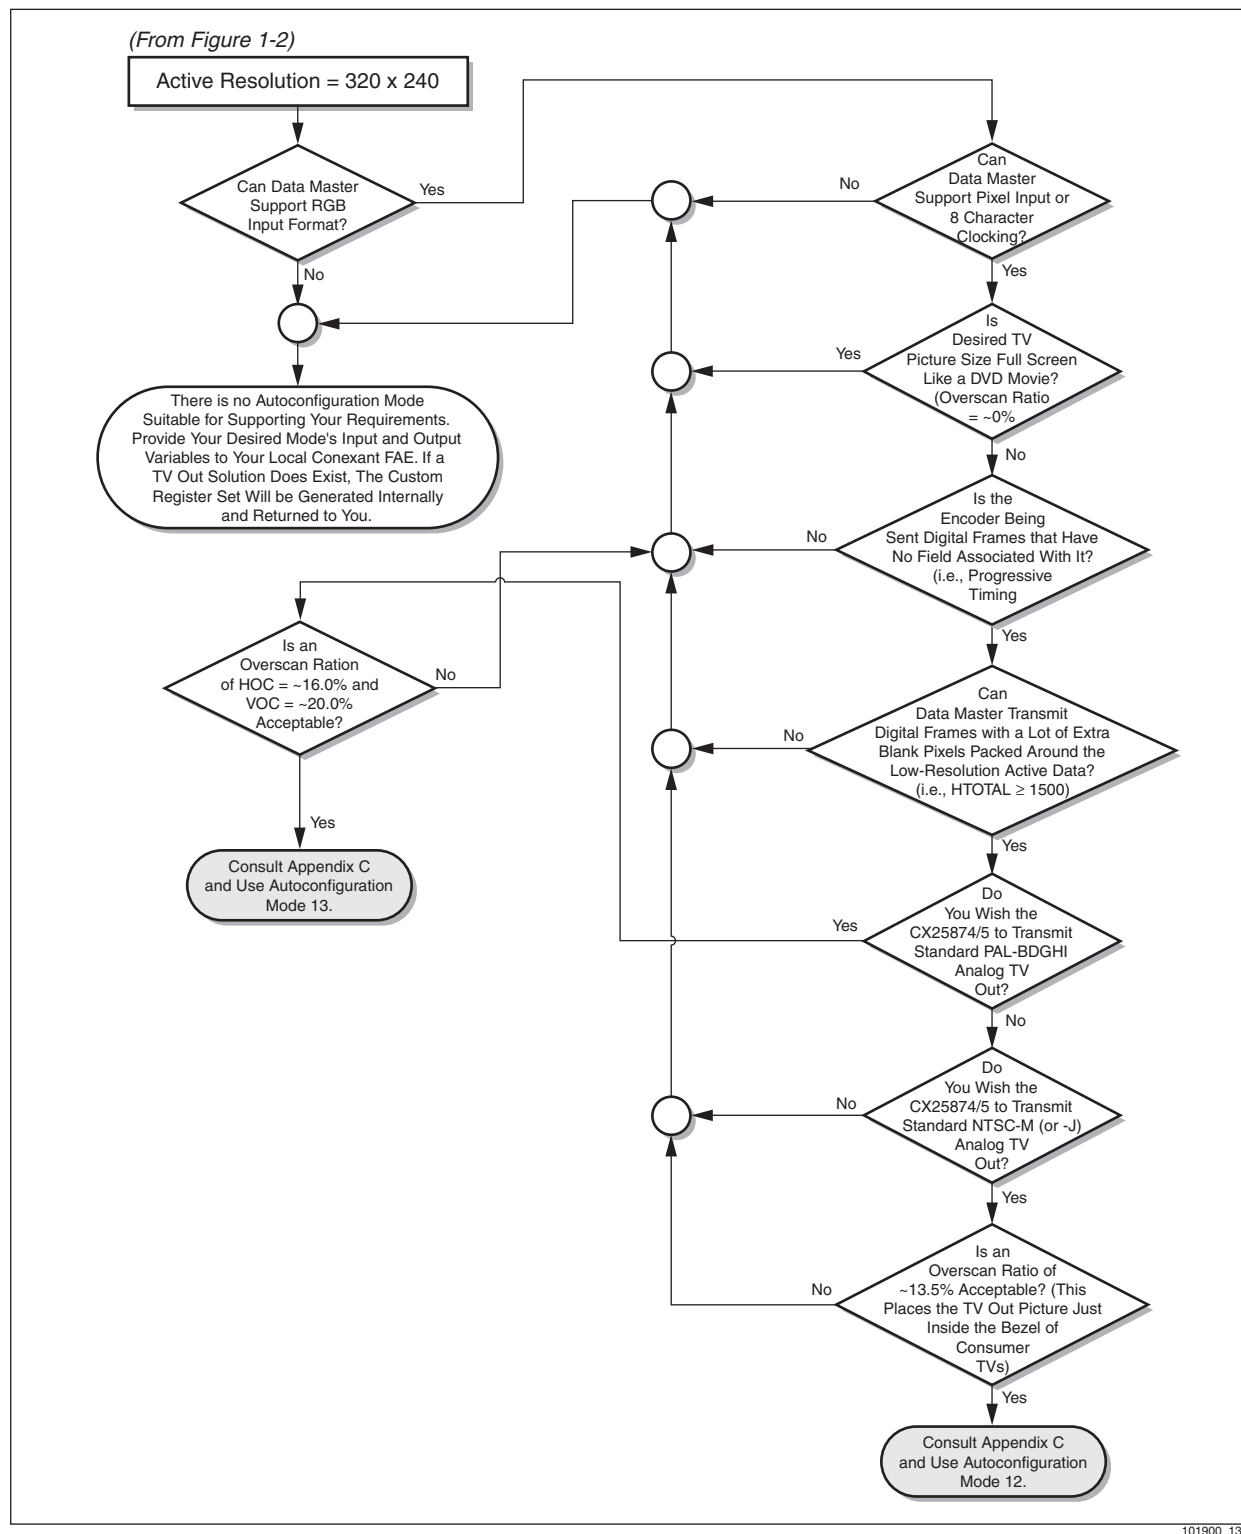 (From Figure 1-2)
Active Resolution = 320 x 240
Can Data Master
Support RGB
Input Format?
Yes
No
There is no Autoconfiguration Mode
Suitable for Supporting Your Requirements.
Provide Your Desired Mode's Input and Output
Variables to Your Local Conexant FAE. If a
TV Out Solution Does Exist, The Custom
Register Set Will be Generated Internally
and Returned to You.
Can
Data Master
Support Pixel Input or
8 Character
Clocking?
No
Yes
Is
Desired TV
Picture Size Full Screen
Like a DVD Movie?
(Overscan Ratio
= ~0%
Yes
No
Is the
Encoder Being
Sent Digital Frames that Have
No Field Associated With It?
(i.e., Progressive
Timing
No
Yes
Can
Data Master Transmit
Digital Frames with a Lot of Extra
Blank Pixels Packed Around the
Low-Resolution Active Data?
(i.e., HTOTAL ≥ 1500)
No
Yes
Do
You Wish the
CX25874/5 to Transmit
Standard PAL-BDGHI
Analog TV
Out?
Yes
No
Is an
Overscan Ration
of HOC = ~16.0% and
VOC = ~20.0%
Acceptable?
No
Yes
Consult Appendix C
and Use Autoconfiguration
Mode 13.
Do
You Wish the
CX25874/5 to Transmit
Standard NTSC-M (or -J)
Analog TV
Out?
No
Yes
Is an
Overscan Ratio of
~13.5% Acceptable? (This
Places the TV Out Picture Just
Inside the Bezel of
Consumer
TVs)
No
Yes
Consult Appendix C
and Use Autoconfiguration
Mode 12.
101900_13